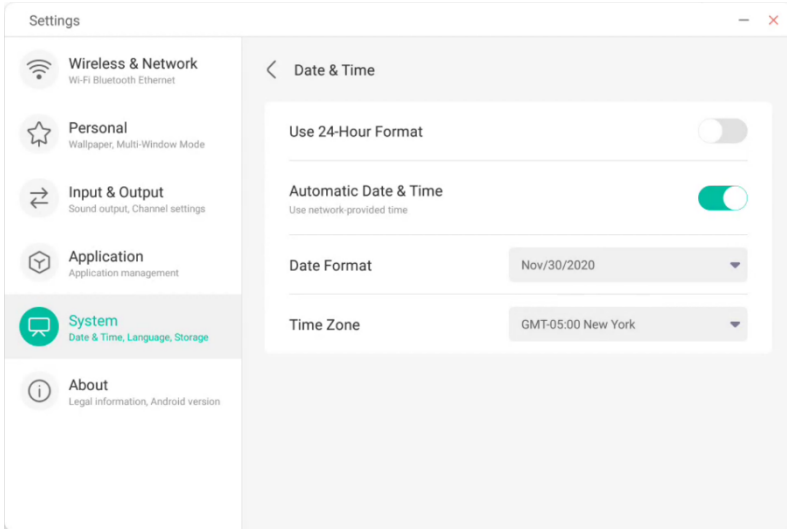 Settings
Wireless & Network
Wi-Fi Bluetooth Ethernet
Personal
Wallpaper, Multi-Window Mode
Input & Output
Sound output, Channel settings
Application
Application management
System
Date & Time, Language, Storage
About
Legal information, Android version
Date & Time
Use 24-Hour Format
Automatic Date & Time
Use network-provided time
Date Format
Nov/30/2020
Time Zone
GMT-05:00 New York